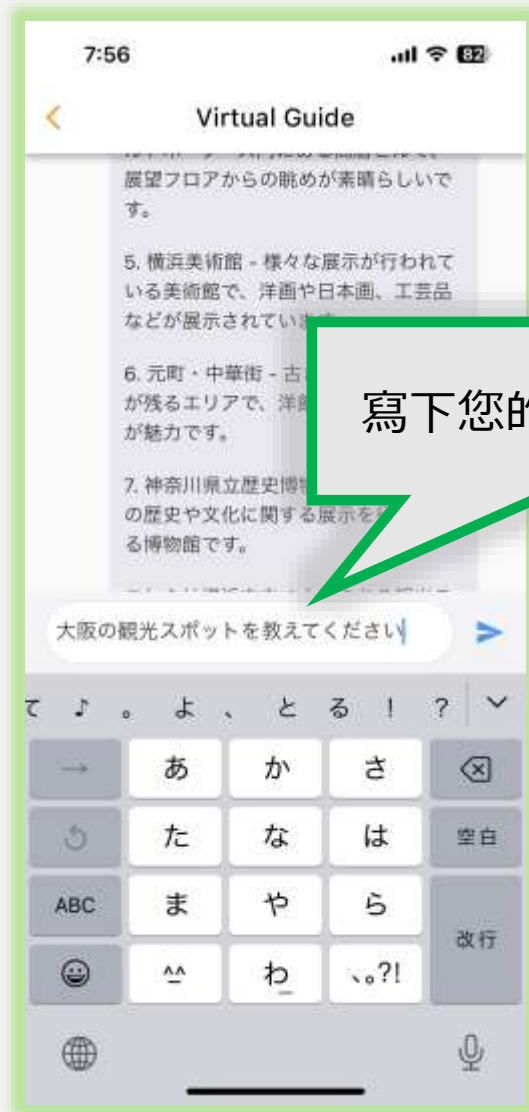 7:56
82
Virtual Guide
展望フロアからの眺めが素晴らしいで
す。
5. 横浜美術館 - 様々な展示が行われて
いる美術館で、洋画や日本画、工芸品
などが展示されてい
6. 元町・中華街 - 古
が残るエリアで、洋
が魅力です。
7. 神奈川県立歴史博
の歴史や文化に関する展示を
る博物館です。
寫下您的
大阪の観光スポットを教えてください
て ♪ 。 よ 、 と る ! ?
→ あ か さ
た な は 空白
ABC ま や ら
改行
^^ わ 、。?!